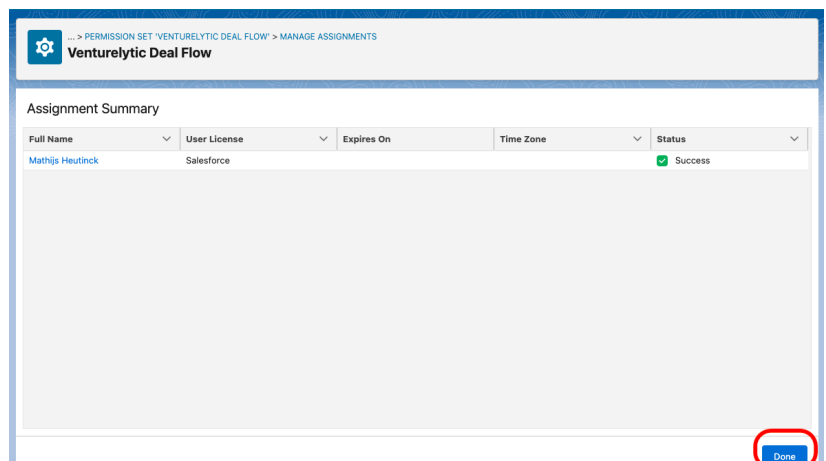 ... > PERMISSION SET 'VENTURELYTIC DEAL FLOW' > MANAGE ASSIGNMENTS
Venturelytic Deal Flow
Assignment Summary
Full Name User License Expires On Time Zone Status
Mathijs Heutinck Salesforce Success
Done